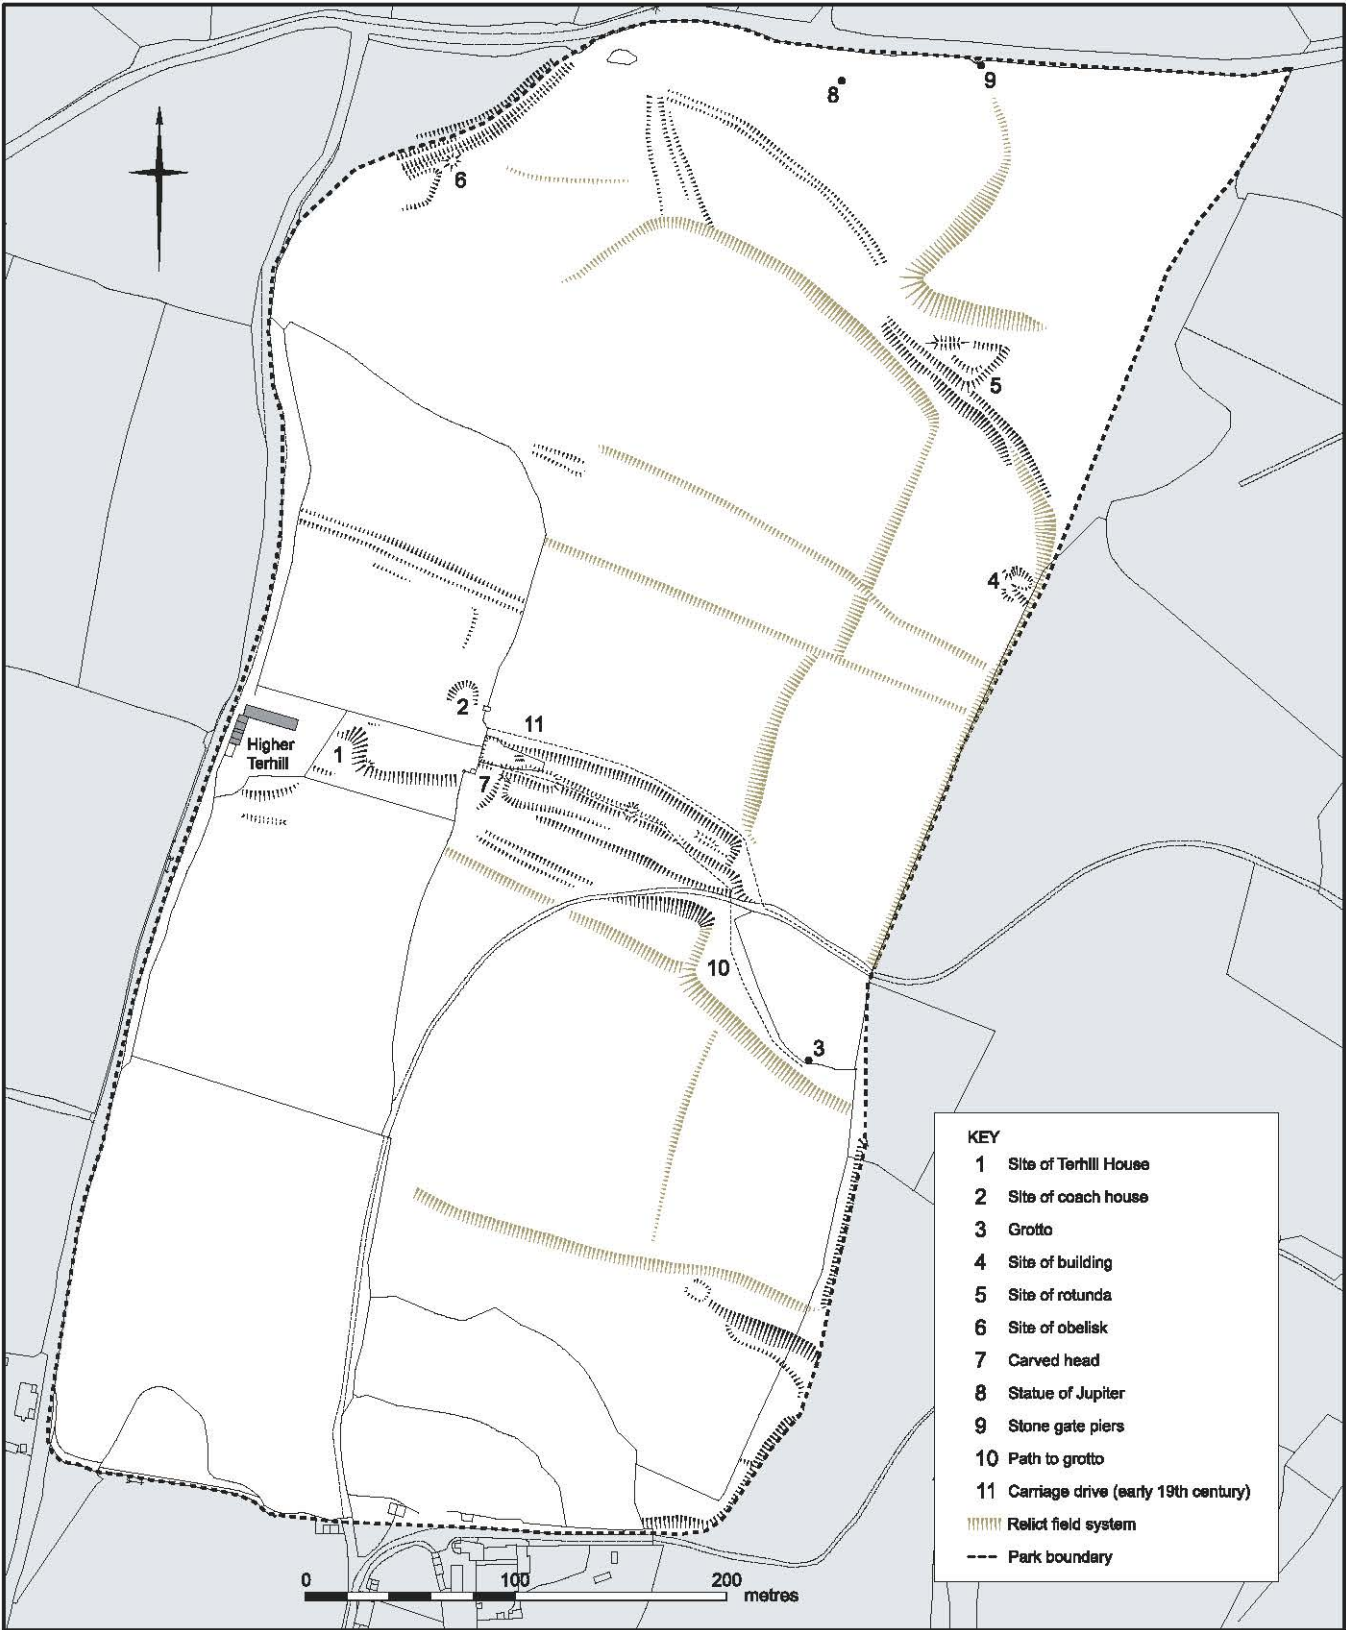 8
9
6
5
4
2
11
Higher
Terhill
1
7
10
3
KEY
1 Site of Terhill House
2 Site of coach house
3 Grotto
4 Site of building
5 Site of rotunda
6 Site of obelisk
7 Carved head
8 Statue of Jupiter
9 Stone gate piers
10 Path to grotto
11 Carriage drive (early 19th century)
Relict field system
Park boundary
0 100 200
metres